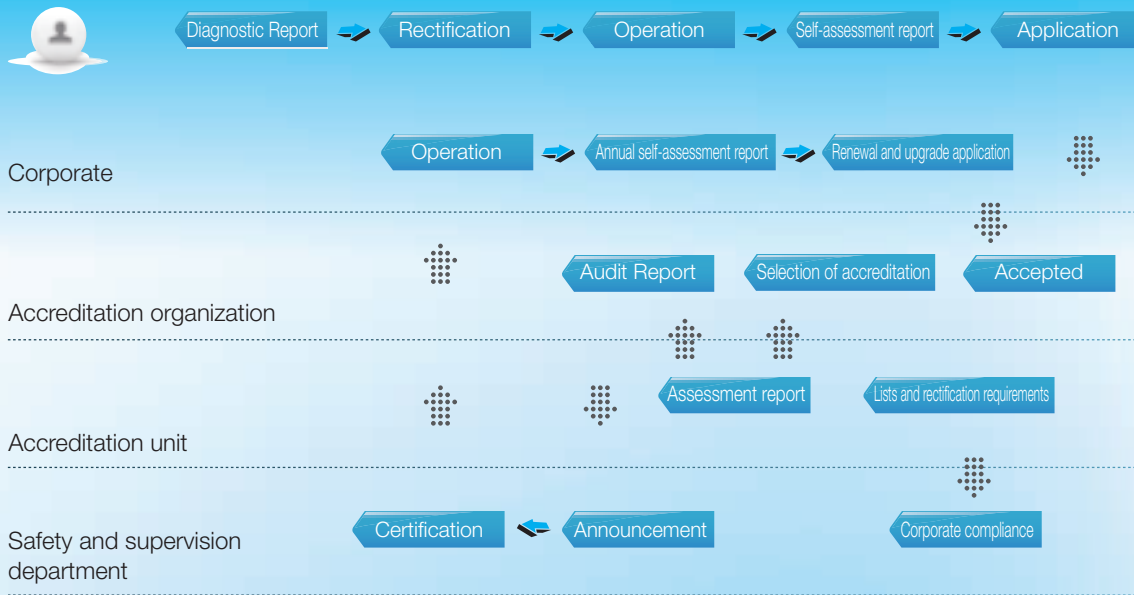 Diagnostic Report
Rectification
Operation
Self-assessment report
Application
Operation
Annual self-assessment report
Renewal and upgrade application
Corporate
Audit Report
Selection of accreditation
Accepted
Accreditation organization
Assessment report
Lists and rectification requirements
Accreditation unit
Certification
Announcement
Corporate compliance
Safety and supervision
department